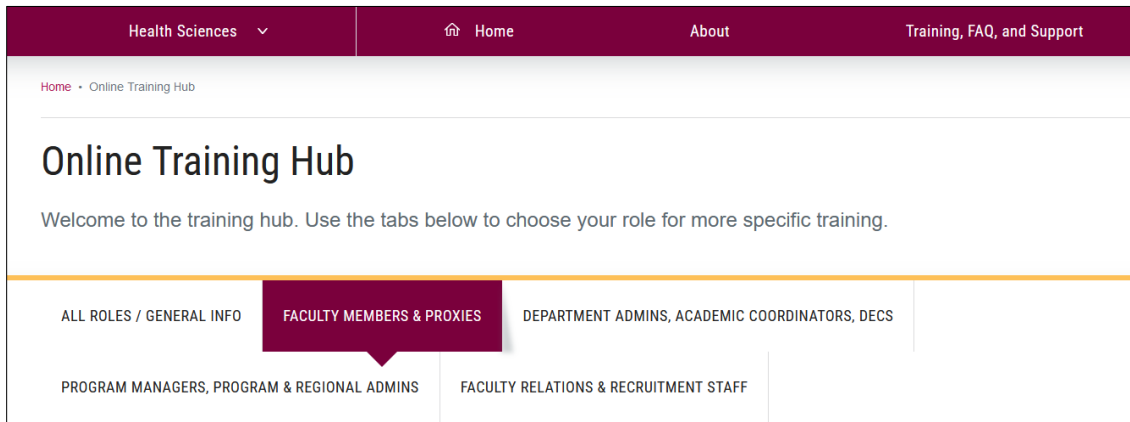 Health Sciences Home About Training, FAQ, and Support
Home • Online Training Hub
Online Training Hub
Welcome to the training hub. Use the tabs below to choose your role for more specific training.
ALL ROLES / GENERAL INFO FACULTY MEMBERS & PROXIES DEPARTMENT ADMINS, ACADEMIC COORDINATORS, DECS
PROGRAM MANAGERS, PROGRAM & REGIONAL ADMINS FACULTY RELATIONS & RECRUITMENT STAFF